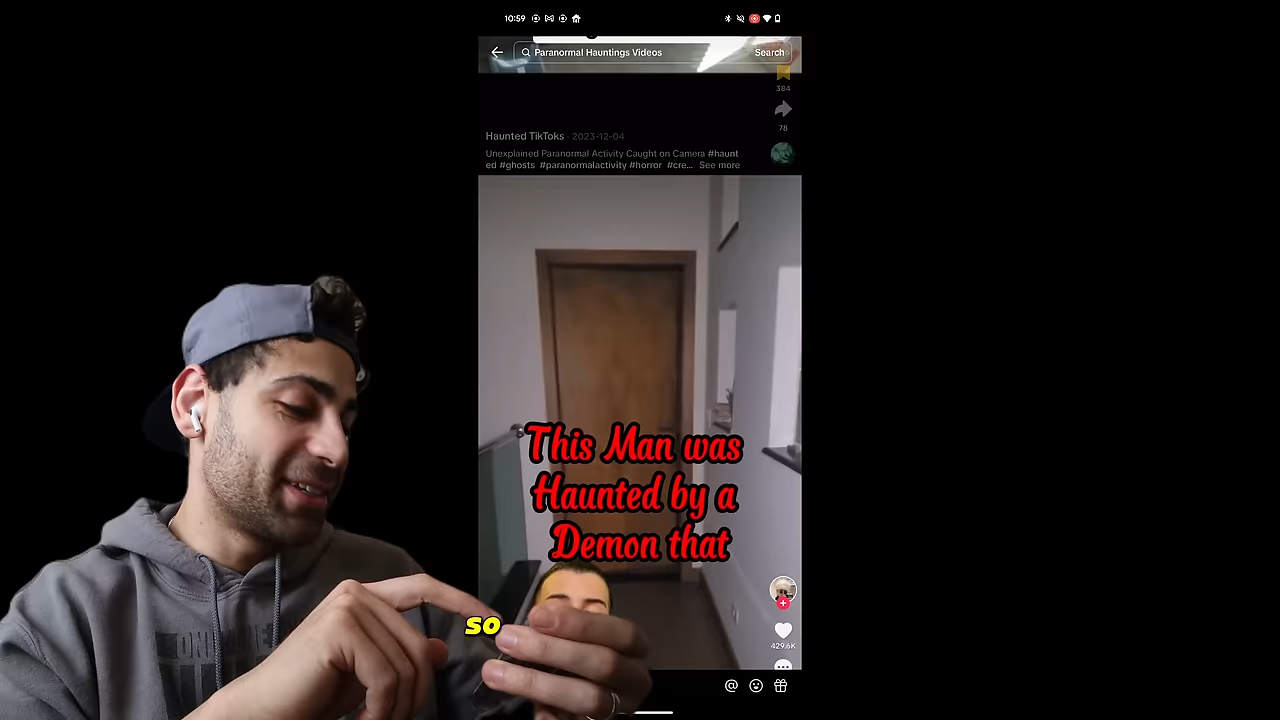 10:59
Paranormal Hauntings Videos
Search
384
78
Haunted TikToks · 2023-12-04
Unexplained Paranormal Activity Caught on Camera #haunt
ed #ghosts #paranormalactivity #horror #cre... See more
This Man was
Haunted by a
Demon that
so
429.6K